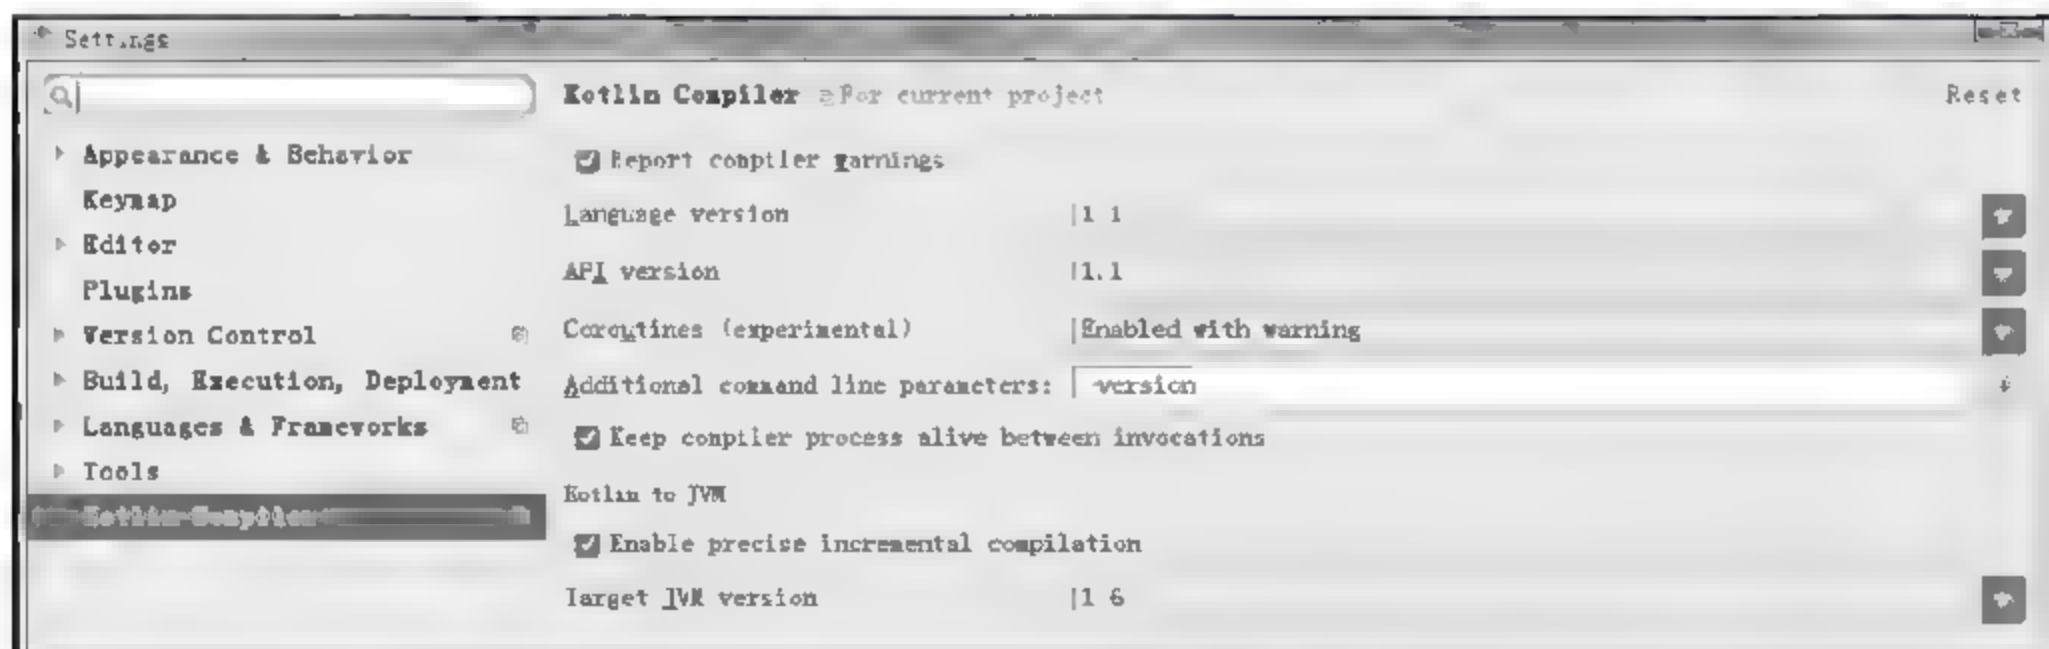 Settings
Kotlin Compiler For current project
Reset
Appearance & Behavior
Keymap
Editor
Plugins
Version Control
Build, Execution, Deployment
Languages & Frameworks
Tools
Kotlin Compiler
Report compiler warnings
Language version 1.1
API version 1.1
Coroutines (experimental) Enabled with warning
Additional command line parameters: -version
Keep compiler process alive between invocations
Kotlin to JVM
Enable precise incremental compilation
Target JVM version 1.6